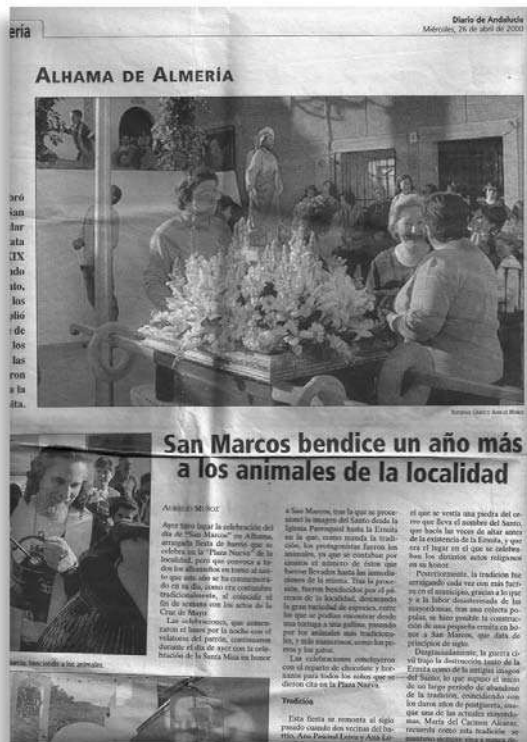 ería
Diario de Andalucía
Miércoles, 26 de abril de 2000
ALHAMA DE ALMERÍA
San Marcos bendice un año más
a los animales de la localidad
AURELIO MUÑOZ
Ayer tuvo lugar la celebración del
día de "San Marcos" en Alhama,
arraigada fiesta de barrio que se
celebra en la "Plaza Nueva" de la
localidad, pero que convoca a to-
dos los alhameños en torno al san-
to que este año se ha conmemora-
do en su día, como era costumbre
tradicionalmente, al coincidir el
fin de semana con los actos de la
Cruz de Mayo.
Las celebraciones, que comen-
zaron el lunes por la noche con el
velatorio del patrón, continuaron
durante el día de ayer con la cele-
bración de la Santa Misa en honor
a San Marcos, tras la que se proce-
sionó la imagen del Santo desde la
Iglesia Parroquial hasta la Ermita
en la que, como manda la tradi-
ción, los protagonistas fueron los
animales, ya que se contaban por
cientos el número de éstos que
fueron llevados hasta las inmedia-
ciones de la misma. Tras la proce-
sión, fueron bendecidos por el pá-
rroco de la localidad, destacando
la gran variedad de especies, entre
las que se podían encontrar desde
una tortuga a una gallina, pasando
por los animales más tradiciona-
les, y más numerosos, como los pe-
rros y los gatos.
Las celebraciones concluyeron
con el reparto de chocolate y
para todos los niños que se
dieron cita en la Plaza Nueva.
Tradición
Esta fiesta se remonta al siglo
pasado cuando dos vecinas del ba-
rrio, Ana Pascual
el que se vestía una piedra del ce-
rro que lleva el nombre del Santo,
que hacía las veces de altar antes
de la existencia de la Ermita, y que
era el lugar en el que se celebra-
ban los distintos actos religiosos
en su honor.
Posteriormente, la tradición fue
arraigando cada vez con más fuer-
za en el municipio, gracias a lo que
y a la labor desinteresada de las
mayordomas, tras una colecta po-
pular, se hizo posible la construc-
ción de una pequeña ermita en ho-
nor a San Marcos, que data de
principios de siglo.
Desgraciadamente, la guerra ci-
vil trajo la destrucción tanto de la
Ermita como de la antigua imagen
del Santo, lo que supuso el inicio
de un largo período de abandono
de la tradición, coincidiendo con
los duros años de postguerra, aun-
que una de las actuales mayordo-
mas, María del Carmen Alcaraz,
recuerda como esta tradición se
bendiciendo a los animales.